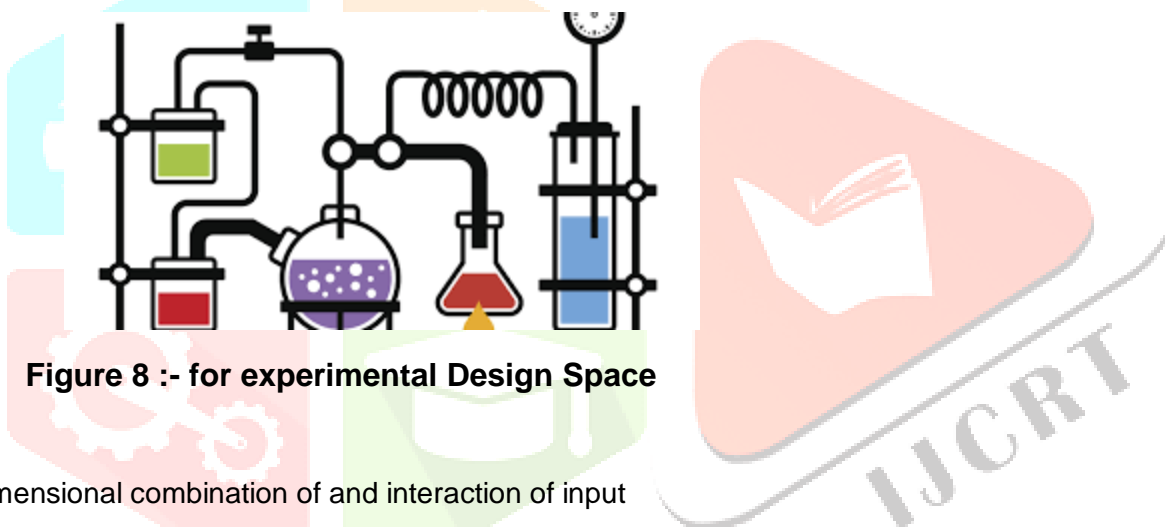 Figure 8 :- for experimental Design Space
mensional combination of and interaction of input
IJCRT